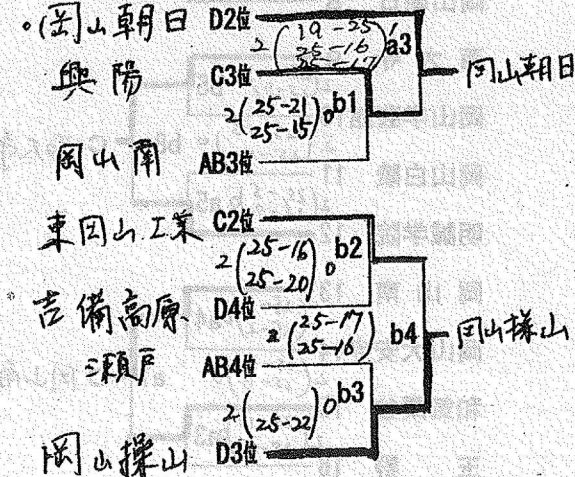 ・(岡山朝日 D2位
2 (19-25 25-16 25-17) 1 a3
岡山朝日
興陽 C3位
2 (25-21 25-15) 0 b1
岡山南 AB3位
東岡山工業 C2位
2 (25-16 25-20) 0 b2
吉備高原 D4位
2 (25-17 25-16) b4
岡山操山
瀬戸 AB4位
2 (25-22) 0 b3
岡山操山 D3位